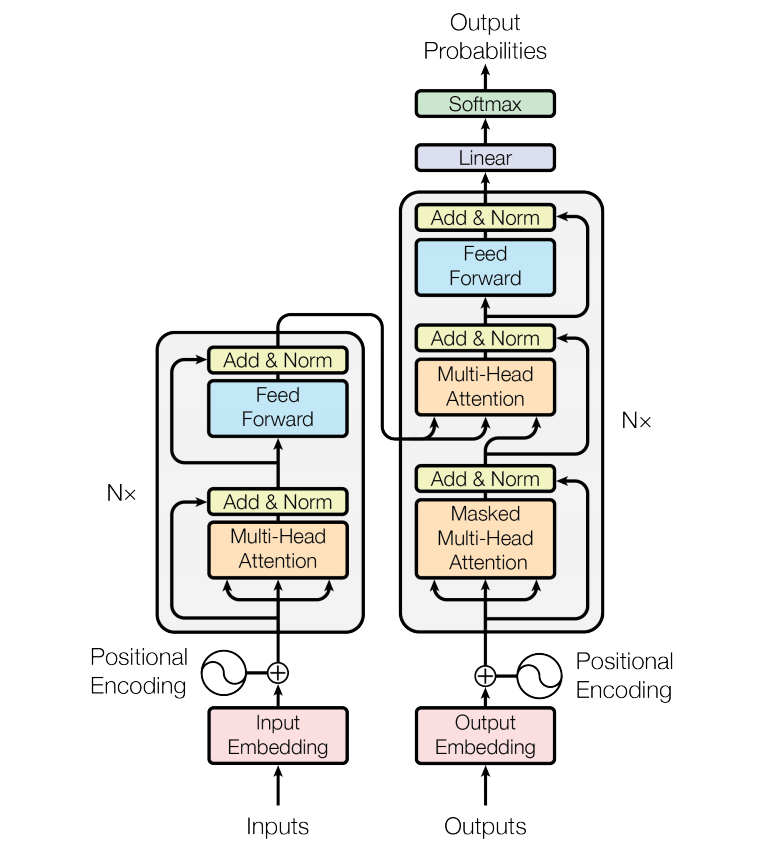 Output
Probabilities
Softmax
Linear
Add & Norm
Feed
Forward
Add & Norm
Multi-Head
Attention
Add & Norm
Masked
Multi-Head
Attention
N×
Add & Norm
Feed
Forward
Add & Norm
Multi-Head
Attention
N×
Positional
Encoding
Positional
Encoding
Input
Embedding
Output
Embedding
Inputs
Outputs